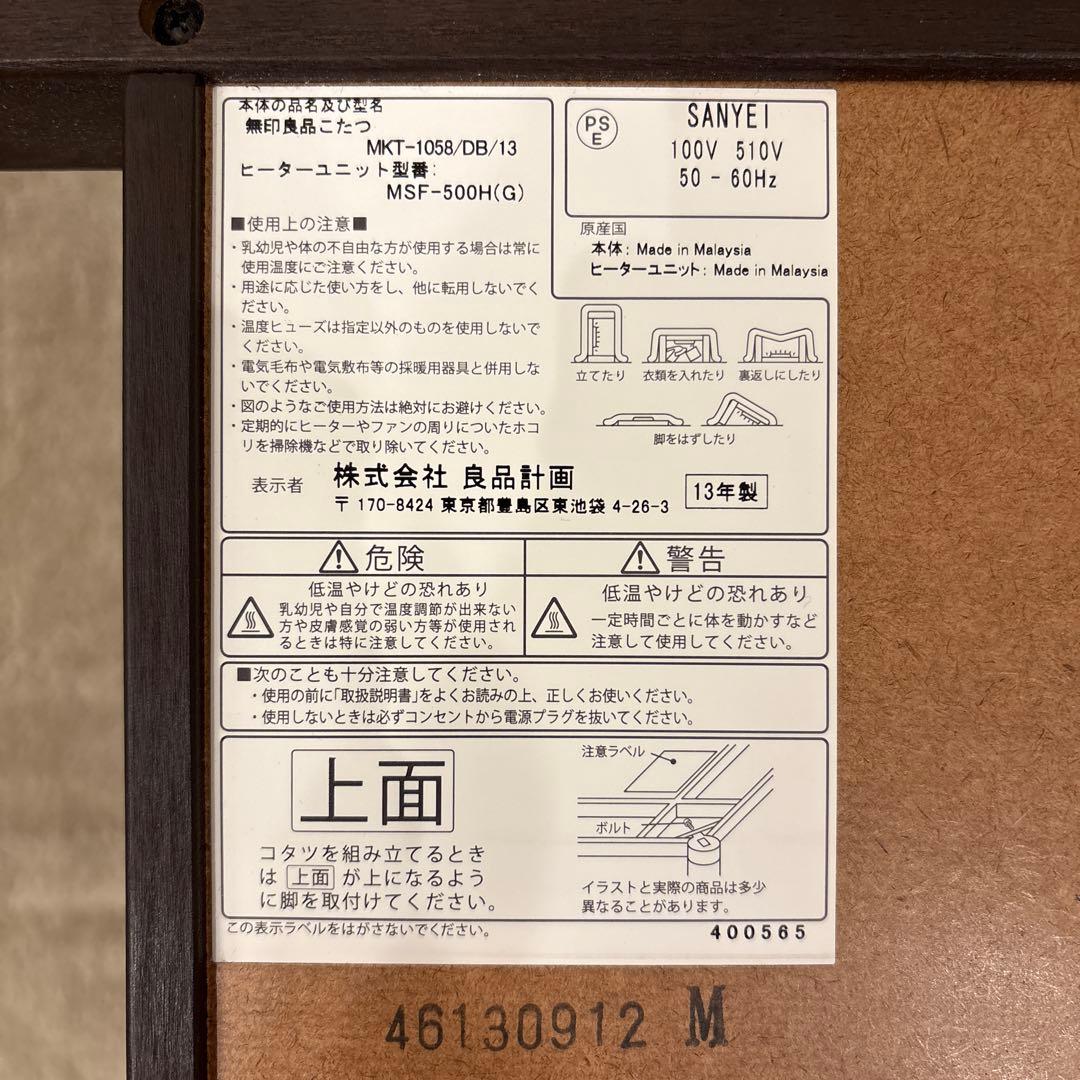 本体の品名及び型名
無印良品こたつ
MKT-1058/DB/13
ヒーターユニット型番:
MSF-500H(G)
PS
E
SANYEI
100V 510V
50 - 60Hz
原産国
本体: Made in Malaysia
ヒーターユニット: Made in Malaysia
■使用上の注意■
・乳幼児や体の不自由な方が使用する場合は常に
使用温度にご注意ください。
・用途に応じた使い方をし、他に転用しないでく
ださい。
・温度ヒューズは指定以外のものを使用しないで
ください。
・電気毛布や電気敷布等の採暖用器具と併用しな
いでください。
・図のようなご使用方法は絶対にお避けください。
・定期的にヒーターやファンの周りについたホコ
リを掃除機などで取り除いてください。
立てたり 衣類を入れたり 裏返しにしたり
脚をはずしたり
表示者 株式会社 良品計画
〒170-8424 東京都豊島区東池袋 4-26-3
13年製
危険
低温やけどの恐れあり
乳幼児や自分で温度調節が出来ない
方や皮膚感覚の弱い方等が使用され
るときは特に注意してください。
警告
低温やけどの恐れあり
一定時間ごとに体を動かすなど
注意して使用してください。
■次のことも十分注意してください。
・使用の前に「取扱説明書」をよくお読みの上、正しくお使いください。
・使用しないときは必ずコンセントから電源プラグを抜いてください。
上面
コタツを組み立てるとき
は 上面 が上になるよう
に脚を取付けてください。
注意ラベル
ボルト
イラストと実際の商品は多少
異なることがあります。
この表示ラベルをはがさないでください。
400565
46130912 M